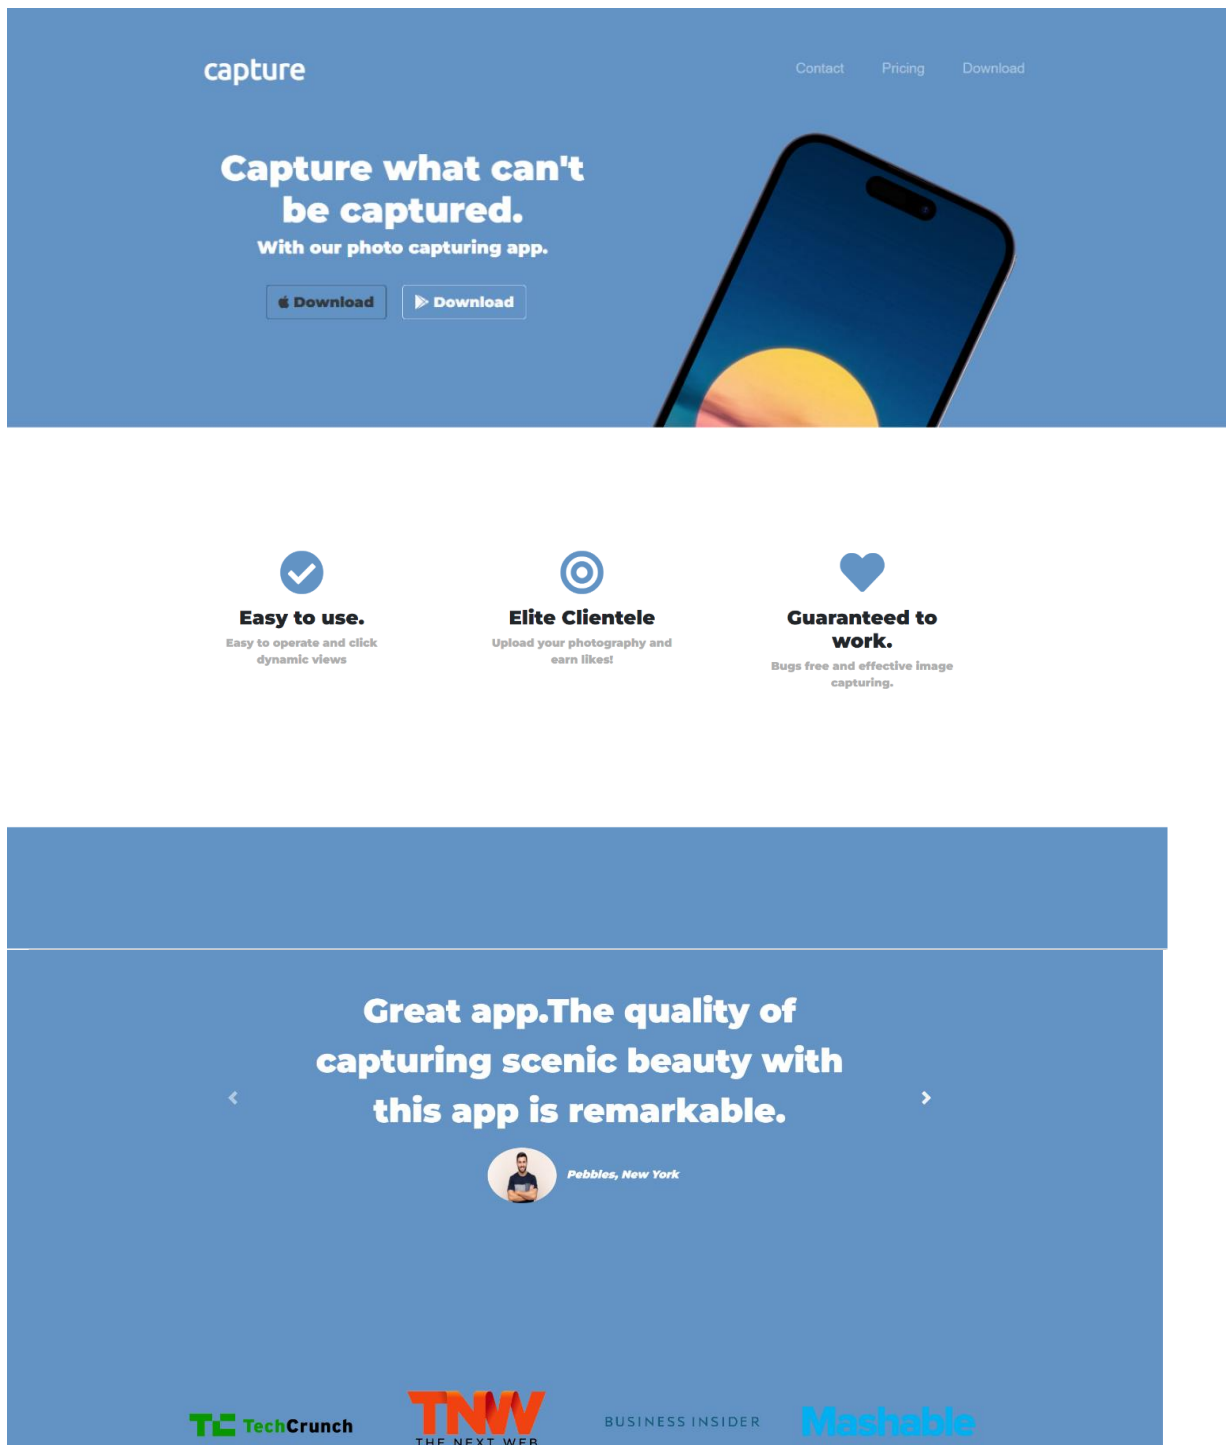 capture
Contact Pricing Download
Capture what can't
be captured.
With our photo capturing app.
Download Download
Easy to use.
Easy to operate and click
dynamic views
Elite Clientele
Upload your photography and
earn likes!
Guaranteed to
work.
Bugs free and effective image
capturing.
Great app.The quality of
capturing scenic beauty with
this app is remarkable.
Pebbles, New York
TC TechCrunch
TNW
THE NEXT WEB
BUSINESS INSIDER
Mashable